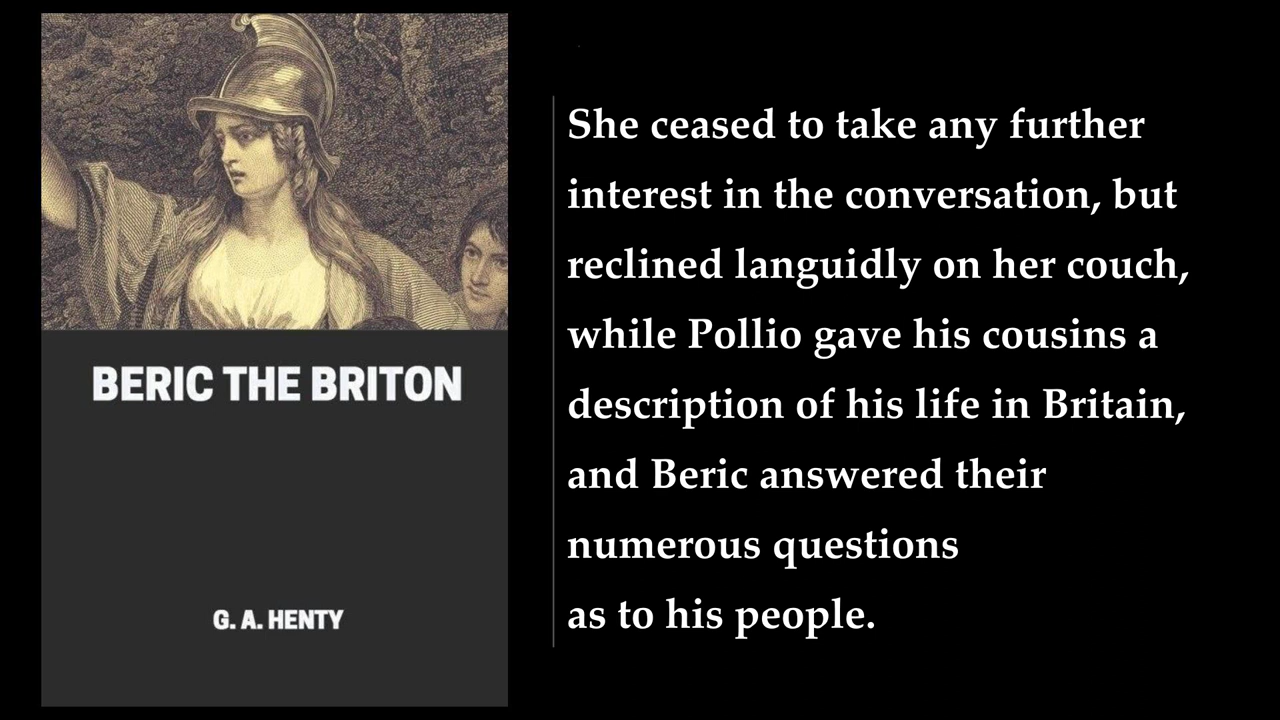 BERIC THE BRITON
G. A. HENTY
She ceased to take any further
interest in the conversation, but
reclined languidly on her couch,
while Pollio gave his cousins a
description of his life in Britain,
and Beric answered their
numerous questions
as to his people.